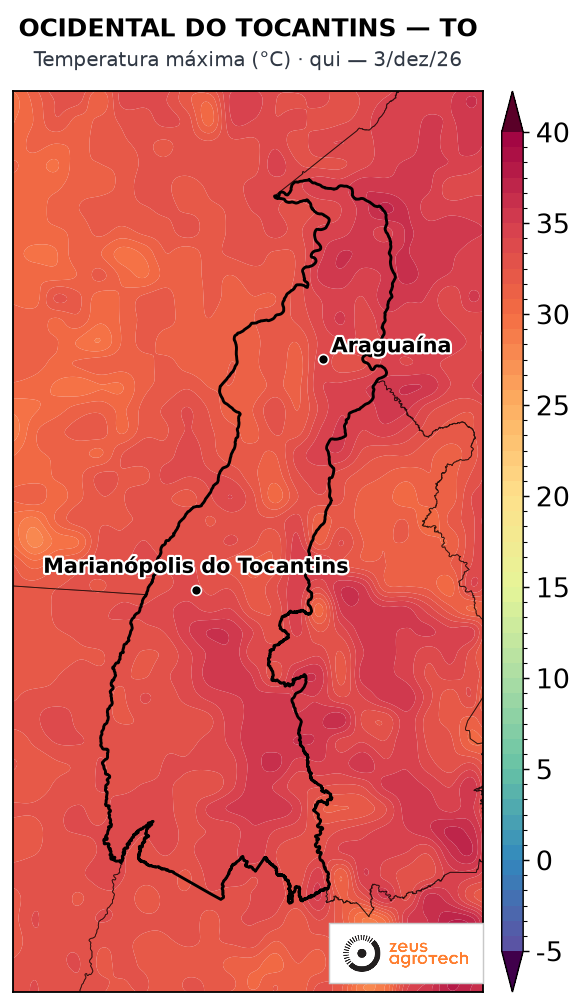 OCIDENTAL DO TOCANTINS — TO
Temperatura máxima (°C) · qui — 3/dez/26
40
35
30
25
20
15
10
5
0
-5
Araguaína
Marianópolis do Tocantins
zeus
agrotech